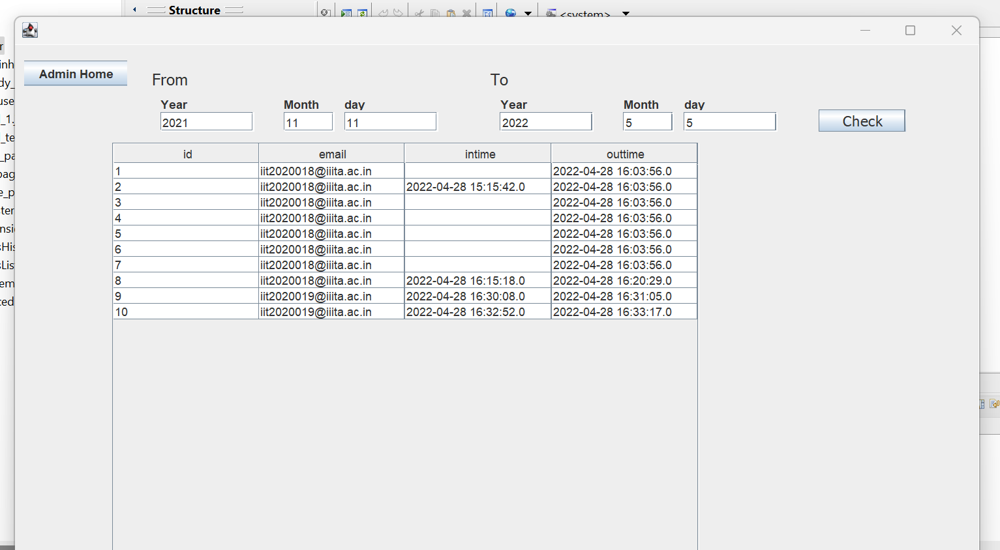 Structure
<system>
Admin Home
From
To
Year Month day Year Month day
2021 11 11 2022 5 5 Check
id email intime outtime
1 iit2020018@iiita.ac.in 2022-04-28 16:03:56.0
2 iit2020018@iiita.ac.in 2022-04-28 15:15:42.0 2022-04-28 16:03:56.0
3 iit2020018@iiita.ac.in 2022-04-28 16:03:56.0
4 iit2020018@iiita.ac.in 2022-04-28 16:03:56.0
5 iit2020018@iiita.ac.in 2022-04-28 16:03:56.0
6 iit2020018@iiita.ac.in 2022-04-28 16:03:56.0
7 iit2020018@iiita.ac.in 2022-04-28 16:03:56.0
8 iit2020018@iiita.ac.in 2022-04-28 16:15:18.0 2022-04-28 16:20:29.0
9 iit2020019@iiita.ac.in 2022-04-28 16:30:08.0 2022-04-28 16:31:05.0
10 iit2020019@iiita.ac.in 2022-04-28 16:32:52.0 2022-04-28 16:33:17.0